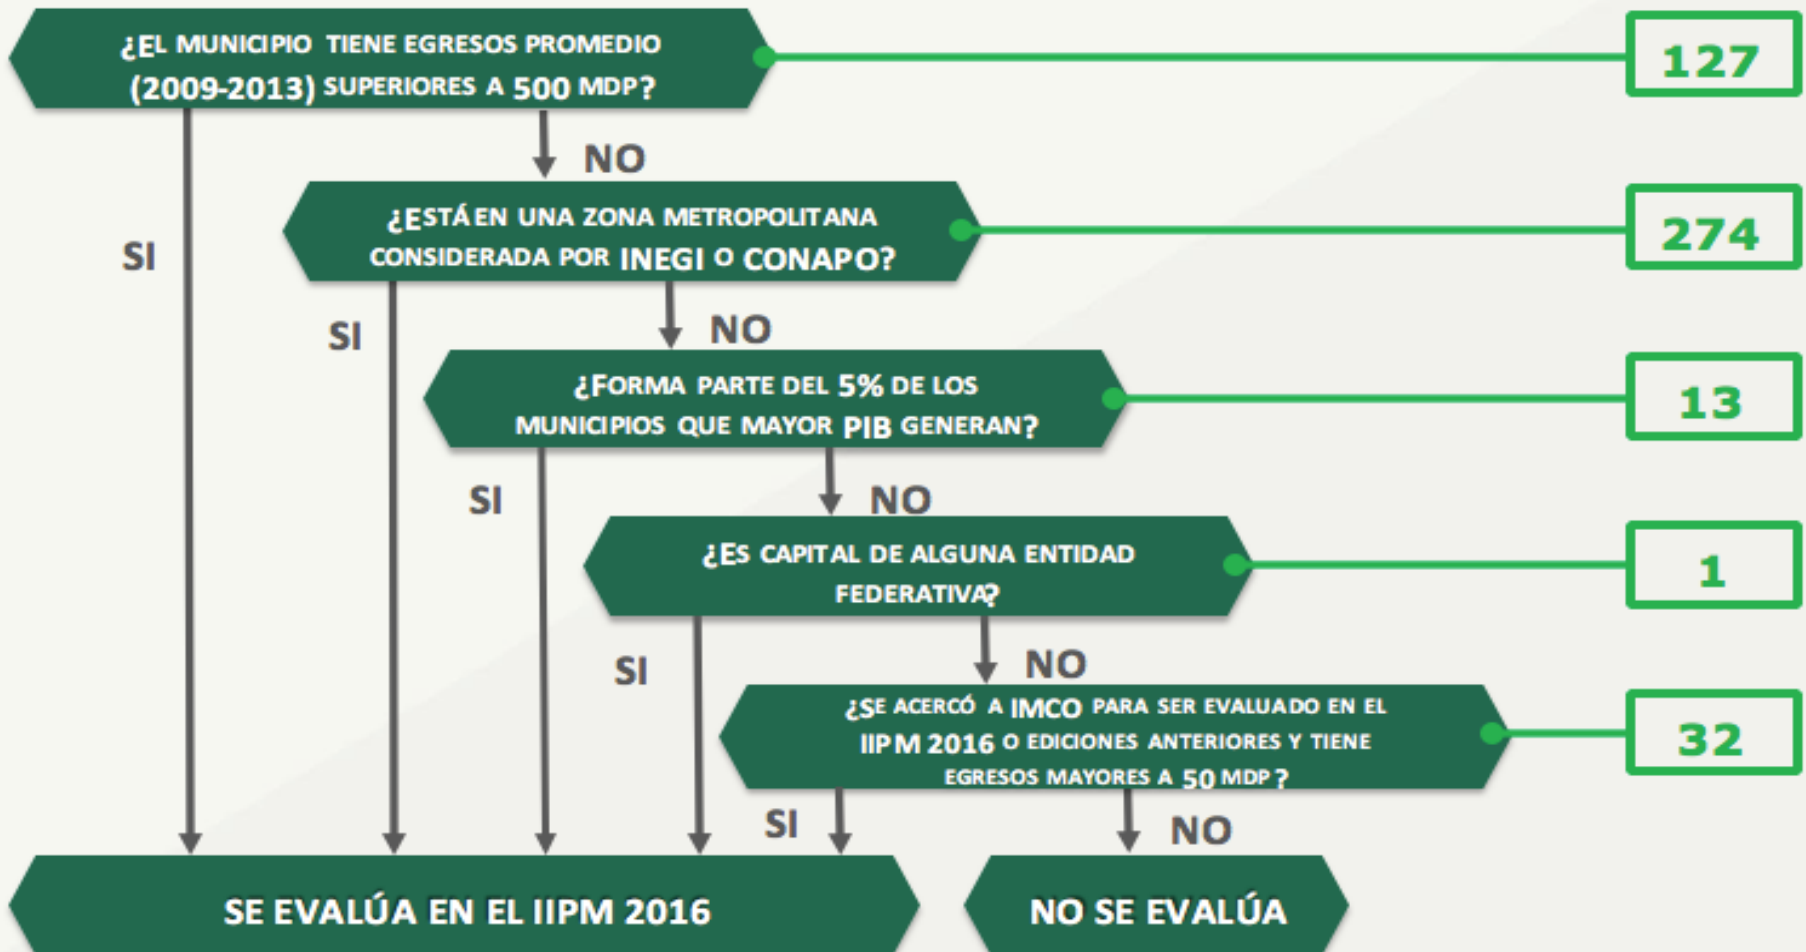 ¿EL MUNICIPIO TIENE EGRESOS PROMEDIO
(2009-2013) SUPERIORES A 500 MDP?
127
NO
¿ESTÁ EN UNA ZONA METROPOLITANA
CONSIDERADA POR INEGI O CONAPO?
274
SI
SI
NO
¿FORMA PARTE DEL 5% DE LOS
MUNICIPIOS QUE MAYOR PIB GENERAN?
13
SI
NO
¿ES CAPITAL DE ALGUNA ENTIDAD
FEDERATIVA?
1
SI
NO
¿SE ACERCÓ A IMCO PARA SER EVALUADO EN EL
IIPM 2016 O EDICIONES ANTERIORES Y TIENE
EGRESOS MAYORES A 50 MDP?
32
SI
NO
SE EVALÚA EN EL IIPM 2016
NO SE EVALÚA